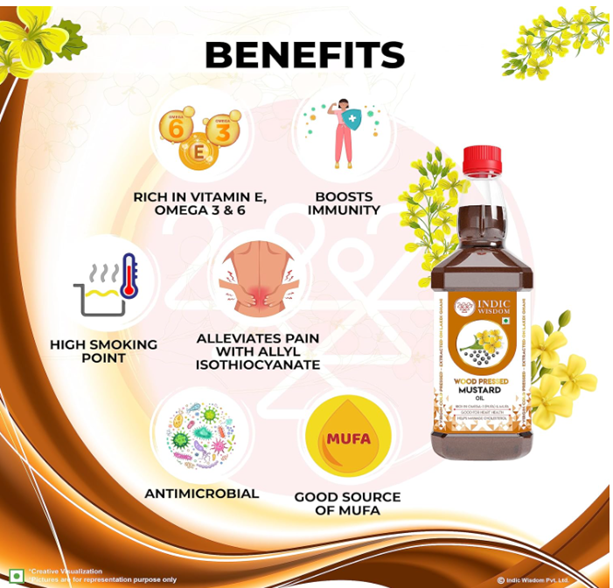 BENEFITS
OMEGA
6
OMEGA
3
E
RICH IN VITAMIN E,
OMEGA 3 & 6
BOOSTS
IMMUNITY
HIGH SMOKING
POINT
ALLEVIATES PAIN
WITH ALLYL
ISOTHIOCYANATE
INDIC
WISDOM
WOOD PRESSED
MUSTARD
OIL
GOOD FOR HEART HEALTH
ANTIMICROBIAL
MUFA
GOOD SOURCE
OF MUFA
*Creative Visualization
*Pictures are for representation purpose only
© Indic Wisdom Pvt. Ltd.